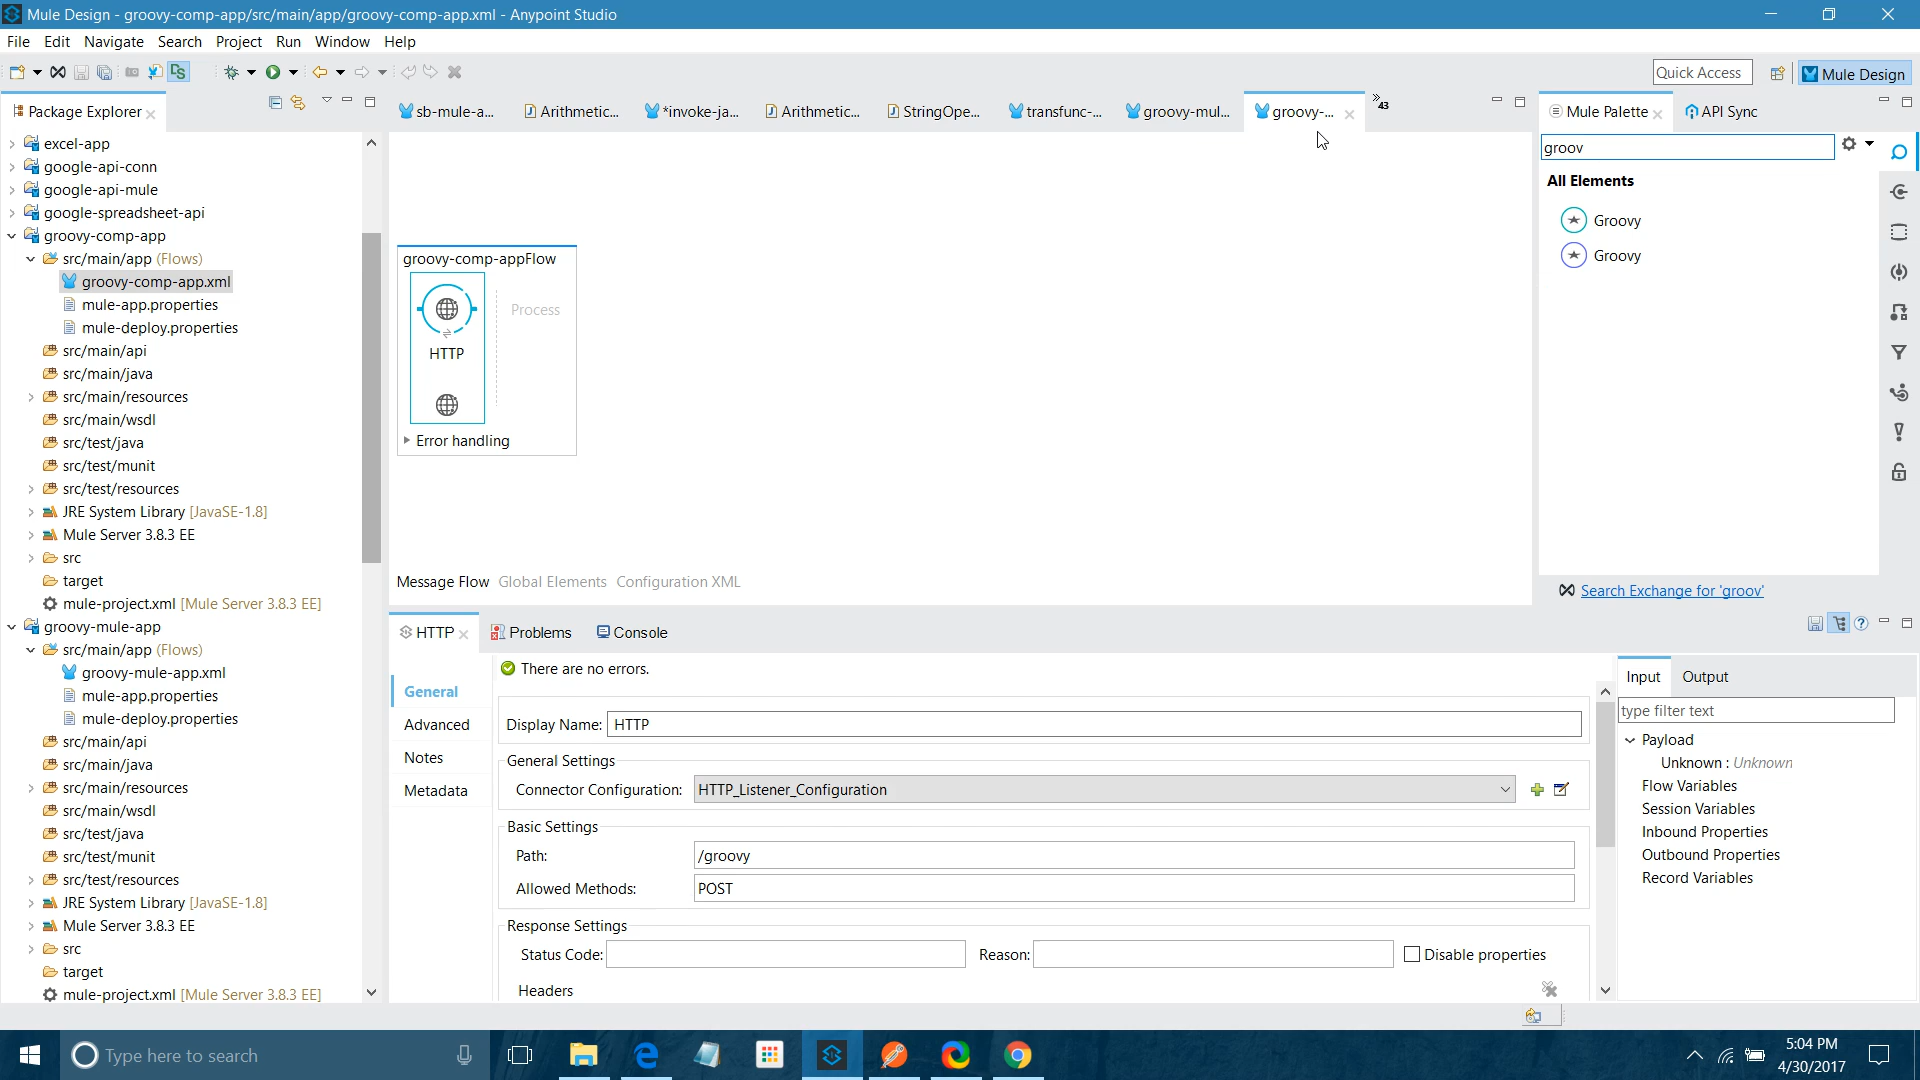 Mule Design - groovy-comp-app/src/main/app/groovy-comp-app.xml - Anypoint Studio
File Edit Navigate Search Project Run Window Help
Quick Access
Mule Design
Package Explorer
excel-app
google-api-conn
google-api-mule
google-spreadsheet-api
groovy-comp-app
src/main/app (Flows)
groovy-comp-app.xml
mule-app.properties
mule-deploy.properties
src/main/api
src/main/java
src/main/resources
src/main/wsdl
src/test/java
src/test/munit
src/test/resources
JRE System Library [JavaSE-1.8]
Mule Server 3.8.3 EE
src
target
mule-project.xml [Mule Server 3.8.3 EE]
groovy-mule-app
src/main/app (Flows)
groovy-mule-app.xml
mule-app.properties
mule-deploy.properties
src/main/api
src/main/java
src/main/resources
src/main/wsdl
src/test/java
src/test/munit
src/test/resources
JRE System Library [JavaSE-1.8]
Mule Server 3.8.3 EE
src
target
mule-project.xml [Mule Server 3.8.3 EE]
sb-mule-a... Arithmetic... *invoke-ja... Arithmetic... StringOpe... transfunc-... groovy-mul... groovy-... »43
groovy-comp-appFlow
Process
HTTP
Error handling
Message Flow Global Elements Configuration XML
Mule Palette API Sync
groov
All Elements
Groovy
Groovy
Search Exchange for 'groov'
HTTP Problems Console
There are no errors.
General
Advanced
Notes
Metadata
Display Name: HTTP
General Settings
Connector Configuration: HTTP_Listener_Configuration
Basic Settings
Path: /groovy
Allowed Methods: POST
Response Settings
Status Code: Reason: Disable properties
Headers
Input Output
type filter text
Payload
Unknown : Unknown
Flow Variables
Session Variables
Inbound Properties
Outbound Properties
Record Variables
Type here to search
5:04 PM
4/30/2017